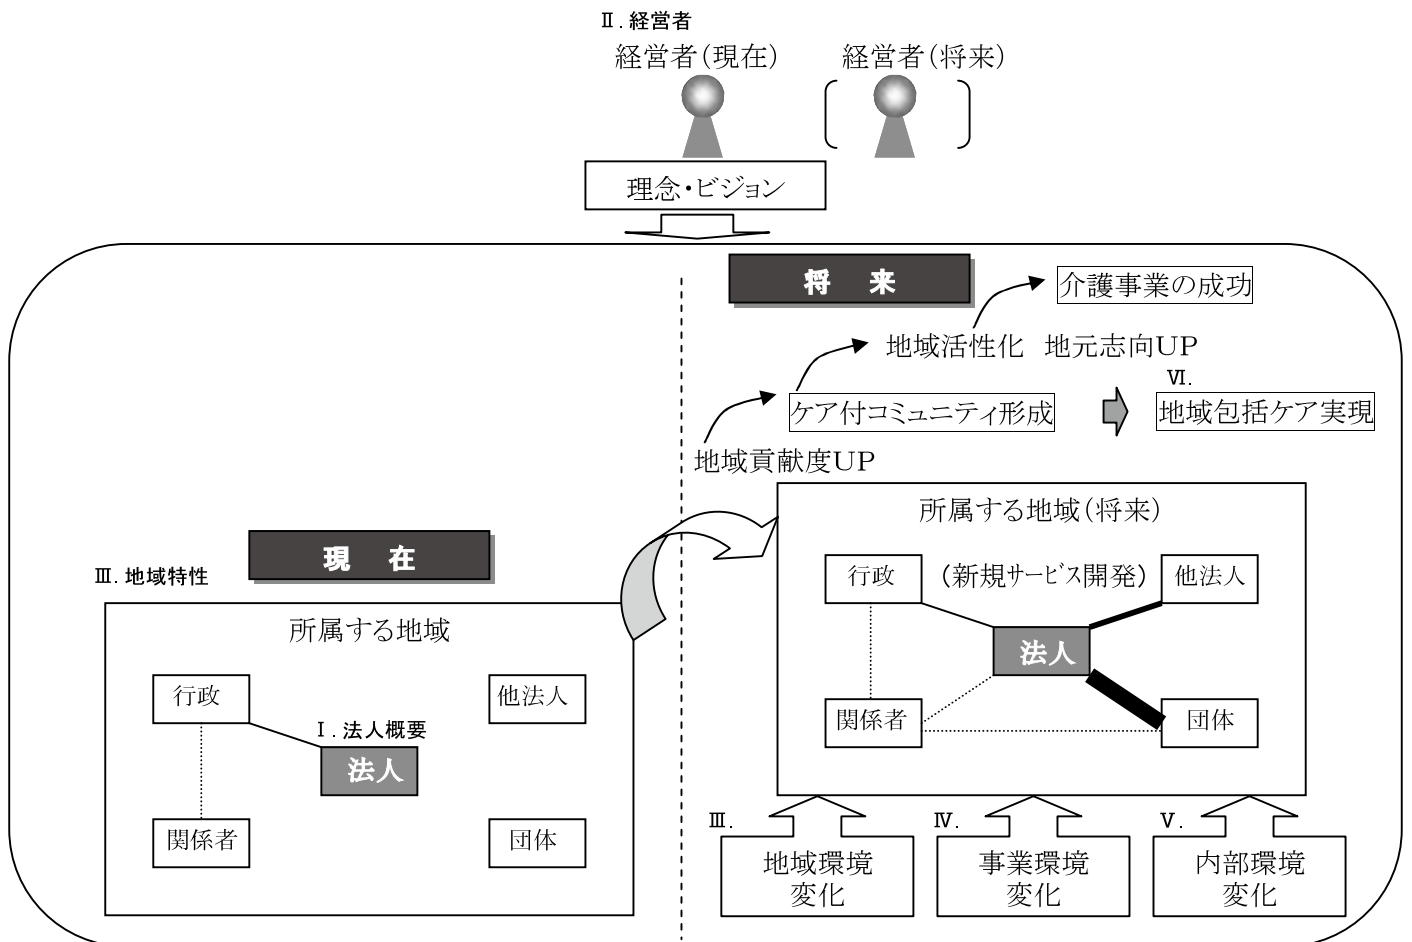 Ⅱ.経営者
経営者(現在)
経営者(将来)
理念・ビジョン
将 来
介護事業の成功
地域活性化 地元志向UP
Ⅵ.
ケア付コミュニティ形成
地域包括ケア実現
地域貢献度UP
現 在
Ⅲ.地域特性
所属する地域
行政
他法人
Ⅰ.法人概要
法人
関係者
団体
所属する地域(将来)
行政
(新規サービス開発)
他法人
法人
関係者
団体
Ⅲ.
地域環境
変化
Ⅳ.
事業環境
変化
Ⅴ.
内部環境
変化